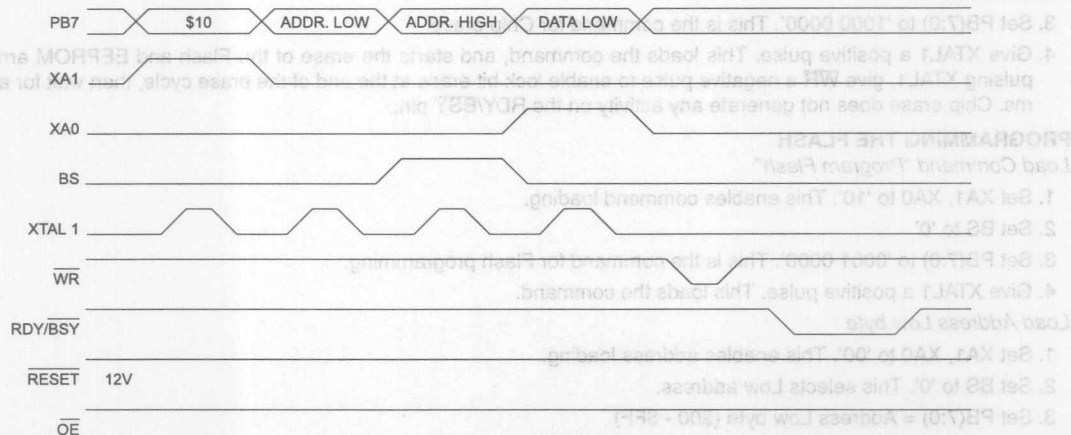 PB7 $10 ADDR. LOW ADDR. HIGH DATA LOW
XA1
XA0
BS
XTAL 1
WR
RDY/BSY
RESET 12V
OE
3. Set PB(7:0) to '1000 0000'. This is the command for Chip erase.
4. Give XTAL1 a positive pulse. This loads the command, and starts the erase of the Flash and EEPROM arr
pulsing XTAL1, give WR a negative pulse to enable lock bit erase at the end of the erase cycle, then wait for a
ms. Chip erase does not generate any activity on the RDY/BSY pin.
PROGRAMMING THE FLASH
Load Command "Program Flash"
1. Set XA1, XA0 to '10'. This enables command loading.
2. Set BS to '0'
3. Set PB(7:0) to '0001 0000'. This is the command for Flash programming.
4. Give XTAL1 a positive pulse. This loads the command.
Load Address Low byte
1. Set XA1, XA0 to '00'. This enables address loading.
2. Set BS to '0'. This selects Low address.
3. Set PB(7:0) = Address Low byte ($00 - $FF)